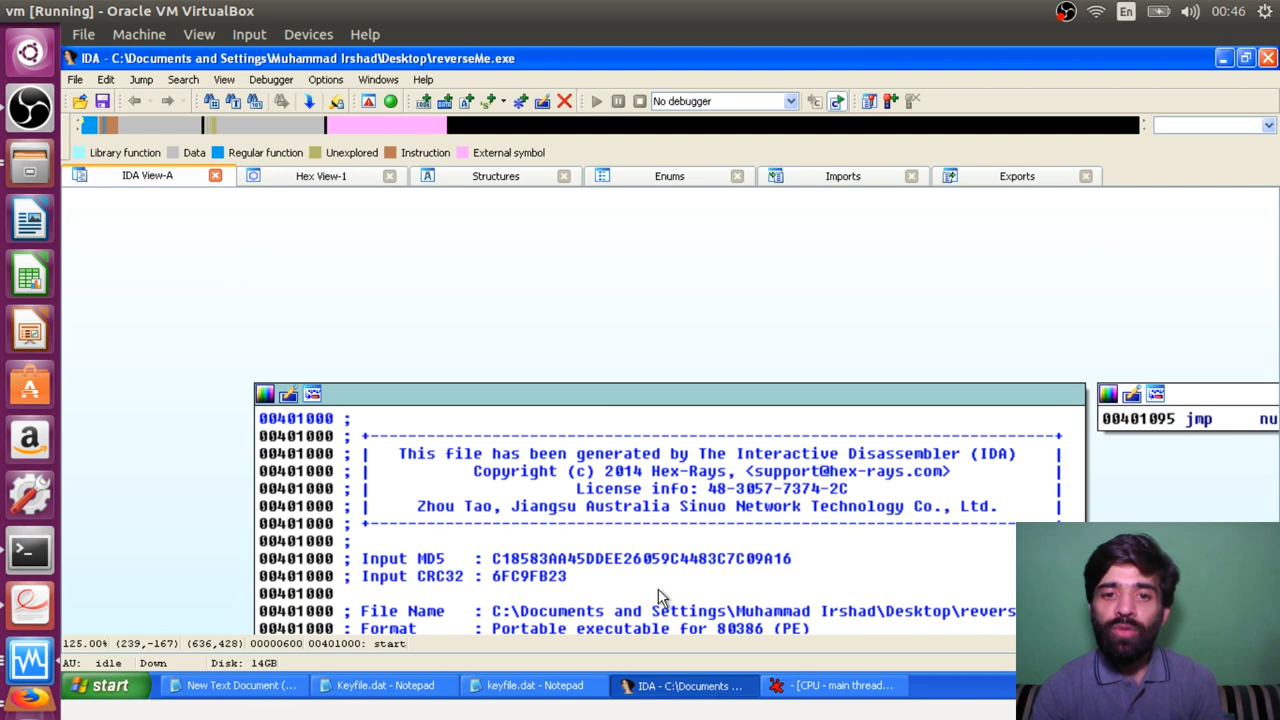 vm [Running] - Oracle VM VirtualBox
En
00:46
File Machine View Input Devices Help
IDA - C:\Documents and Settings\Muhammad Irshad\Desktop\reverseMe.exe
File Edit Jump Search View Debugger Options Windows Help
No debugger
Library function Data Regular function Unexplored Instruction External symbol
IDA View-A Hex View-1 Structures Enums Imports Exports
00401000 ;
00401000 ; +-------------------------------------------------------------------------+
00401000 ; | This file has been generated by The Interactive Disassembler (IDA) |
00401000 ; | Copyright (c) 2014 Hex-Rays, <support@hex-rays.com> |
00401000 ; | License info: 48-3057-7374-2C |
00401000 ; | Zhou Tao, Jiangsu Australia Sinuo Network Technology Co., Ltd. |
00401000 ; +-------------------------------------------------------------------------+
00401000 ;
00401000 ; Input MD5 : C18583AA45DDEE26059C4483C7C09A16
00401000 ; Input CRC32 : 6FC9FB23
00401000
00401000 ; File Name : C:\Documents and Settings\Muhammad Irshad\Desktop\revers
00401000 ; Format : Portable executable for 80386 (PE)
00401095 jmp nu
125.00% (239,-167) (636,428) 00000600 00401000: start
AU: idle Down Disk: 14GB
start
New Text Document (...
Keyfile.dat - Notepad
keyfile.dat - Notepad
IDA - C:\Documents ...
- [CPU - main thread...